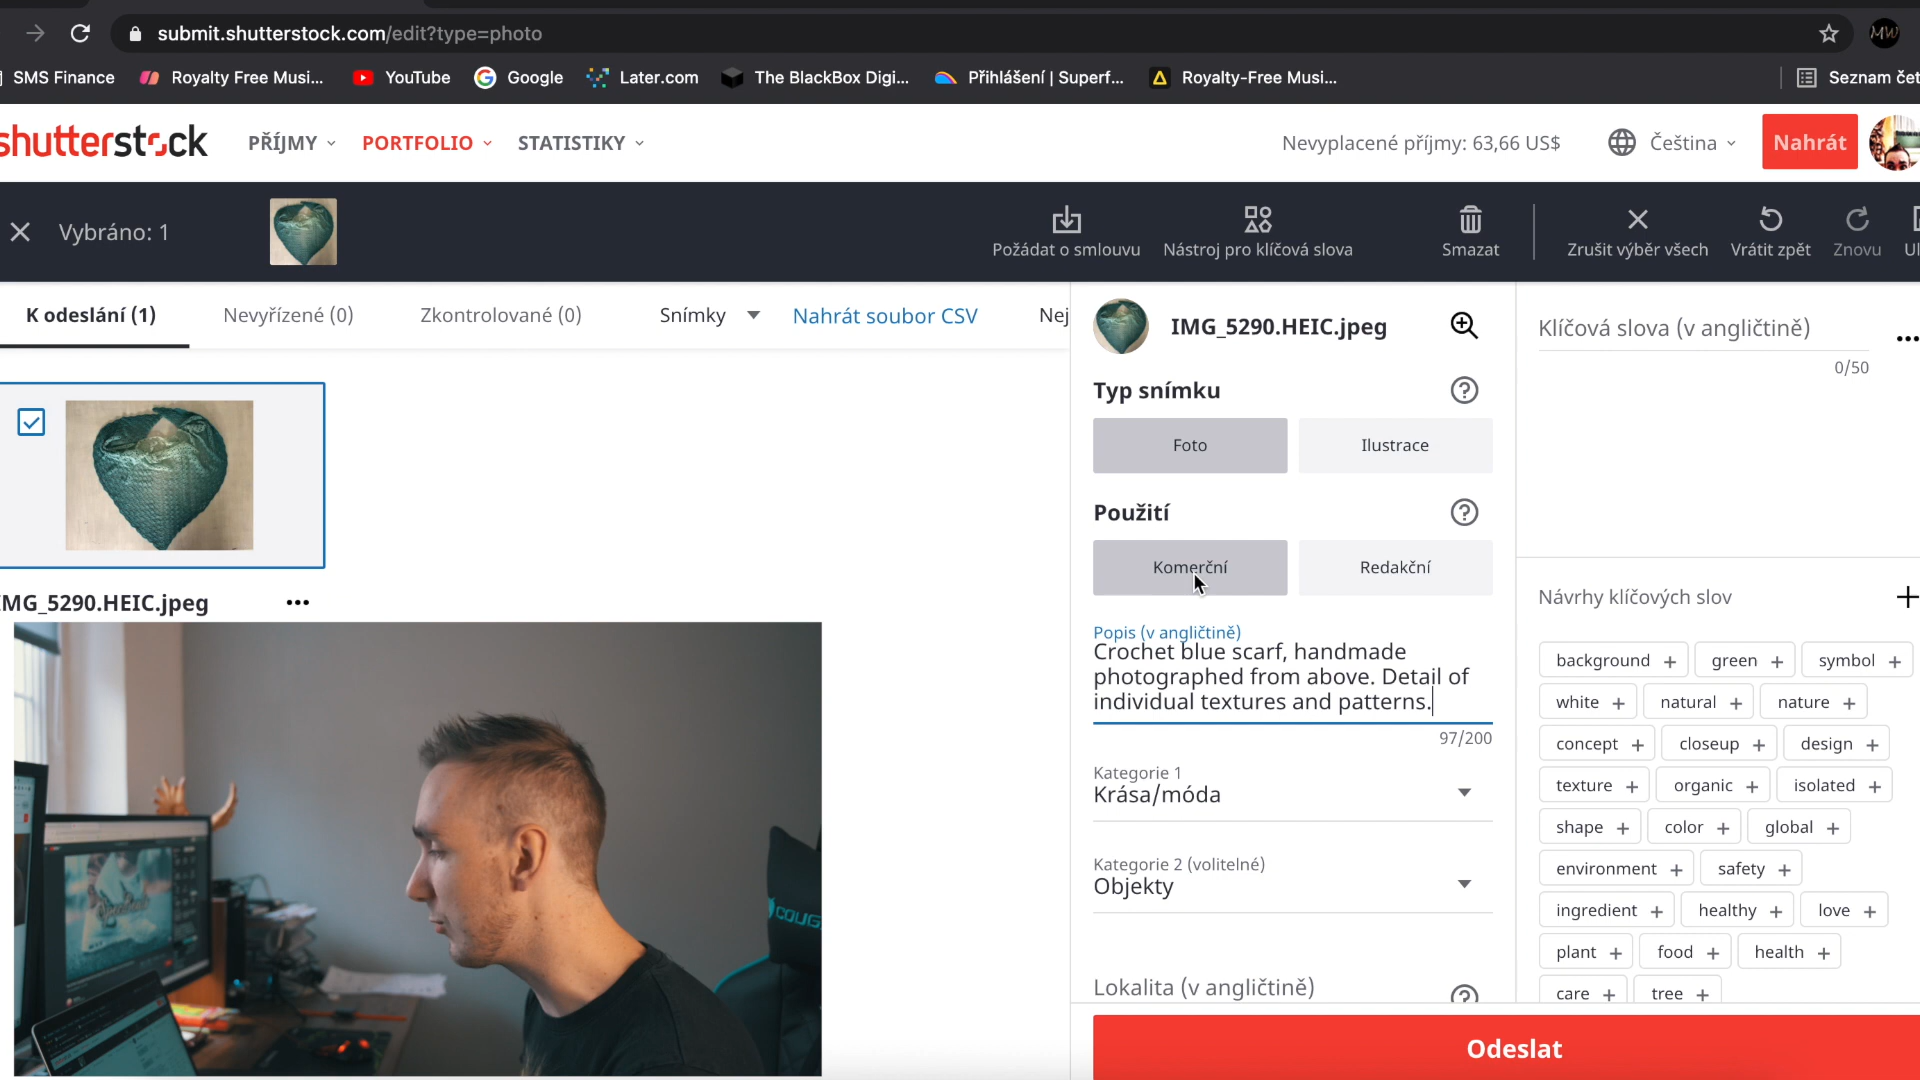 submit.shutterstock.com/edit?type=photo
MW
SMS Finance
Royalty Free Musi...
YouTube
Google
Later.com
The BlackBox Digi...
Přihlášení | Superf...
Royalty-Free Musi...
Seznam čet
shutterstock
PŘÍJMY
PORTFOLIO
STATISTIKY
Nevyplacené příjmy: 63,66 US$
Čeština
Nahrát
Vybráno: 1
Požádat o smlouvu
Nástroj pro klíčová slova
Smazat
Zrušit výběr všech
Vrátit zpět
Znovu
Ul
K odeslání (1)
Nevyřízené (0)
Zkontrolované (0)
Snímky
Nahrát soubor CSV
Nej
IMG_5290.HEIC.jpeg
COUG
IMG_5290.HEIC.jpeg
Typ snímku
Foto
Ilustrace
Použití
Komerční
Redakční
Popis (v angličtině)
Crochet blue scarf, handmade
photographed from above. Detail of
individual textures and patterns.
97/200
Kategorie 1
Krása/móda
Kategorie 2 (volitelné)
Objekty
Lokalita (v angličtině)
Klíčová slova (v angličtině)
0/50
Návrhy klíčových slov
background + green + symbol +
white + natural + nature +
concept + closeup + design +
texture + organic + isolated +
shape + color + global +
environment + safety +
ingredient + healthy + love +
plant + food + health +
care + tree +
Odeslat